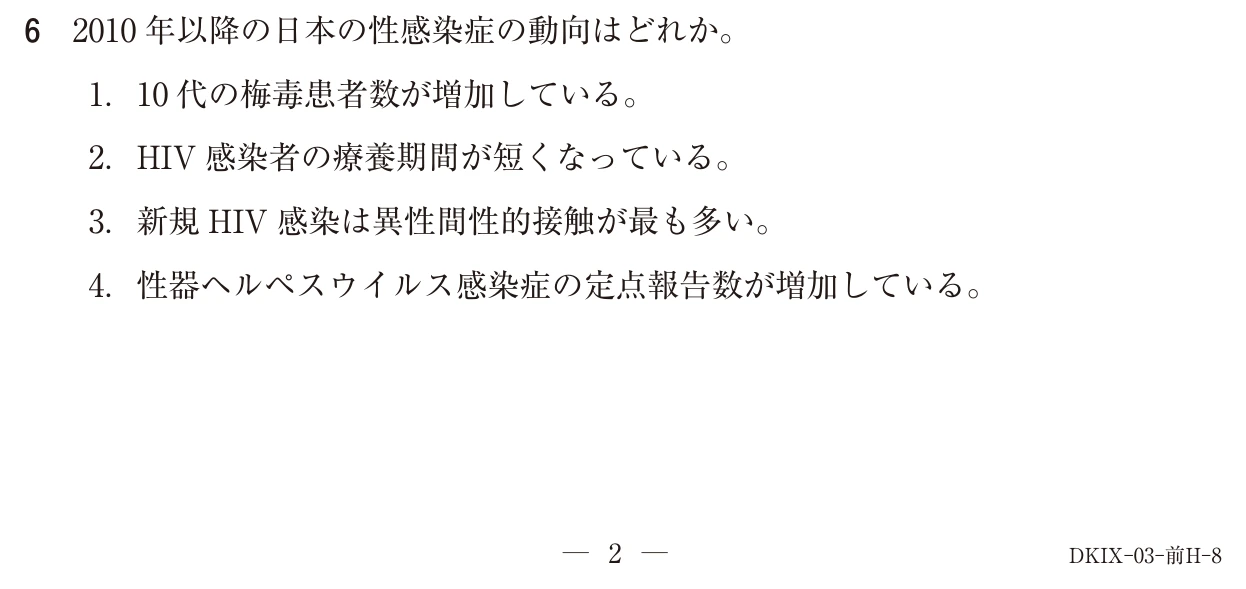 6 2010 年以降の日本の性感染症の動向はどれか。
1. 10 代の梅毒患者数が増加している。
2. HIV 感染者の療養期間が短くなっている。
3. 新規 HIV 感染は異性間性的接触が最も多い。
4. 性器ヘルペスウイルス感染症の定点報告数が増加している。
— 2 —
DKIX-03-前H-8